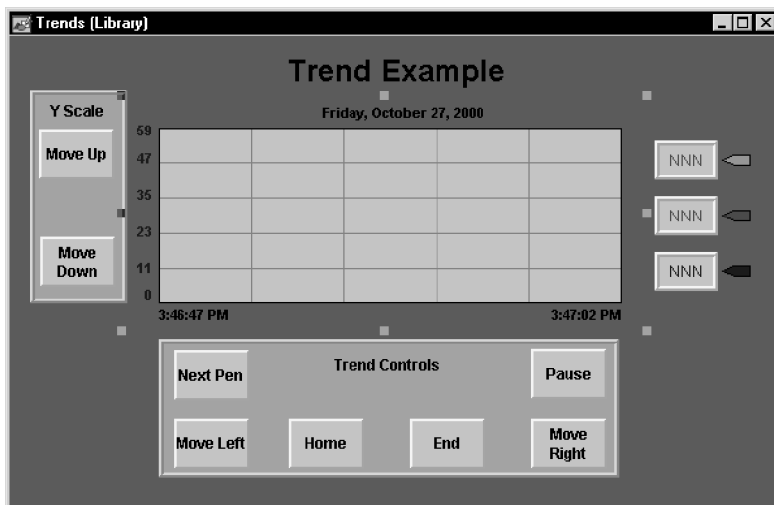 Trends (Library)
Trend Example
Friday, October 27, 2000
Y Scale
Move Up
Move
Down
59
47
35
23
11
0
3:46:47 PM
3:47:02 PM
NNN
NNN
NNN
Trend Controls
Next Pen
Pause
Move Left
Home
End
Move
Right